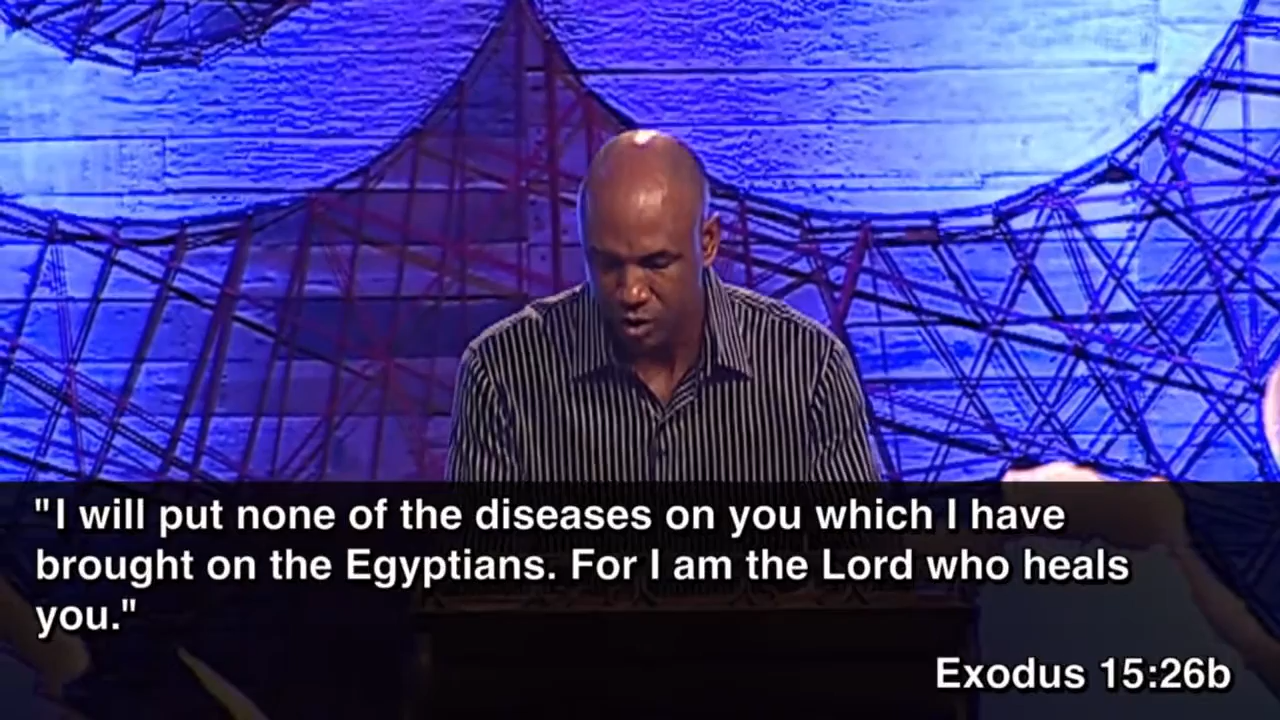 "I will put none of the diseases on you which I have
brought on the Egyptians. For I am the Lord who heals
you."
Exodus 15:26b